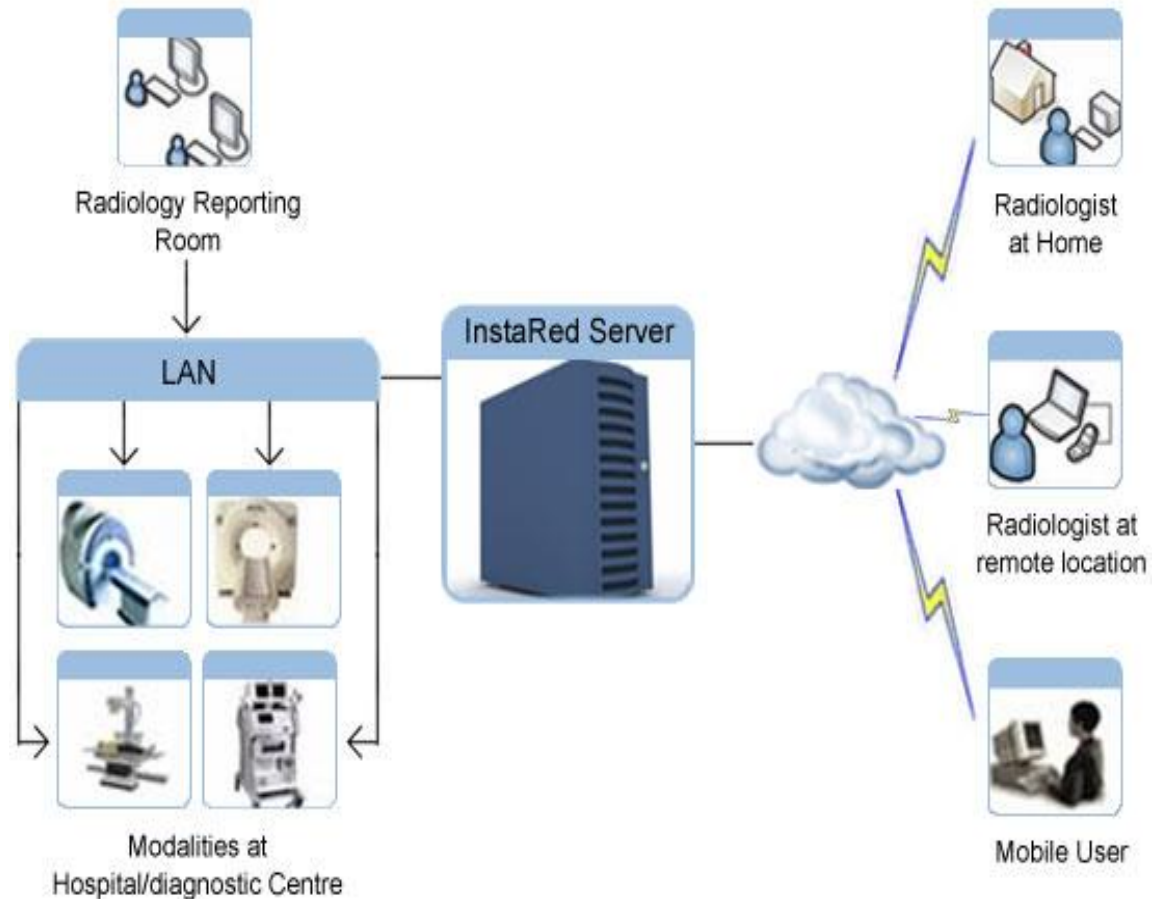 Radiology Reporting
Room
LAN
InstaRed Server
Modalities at
Hospital/diagnostic Centre
Radiologist
at Home
Radiologist at
remote location
Mobile User